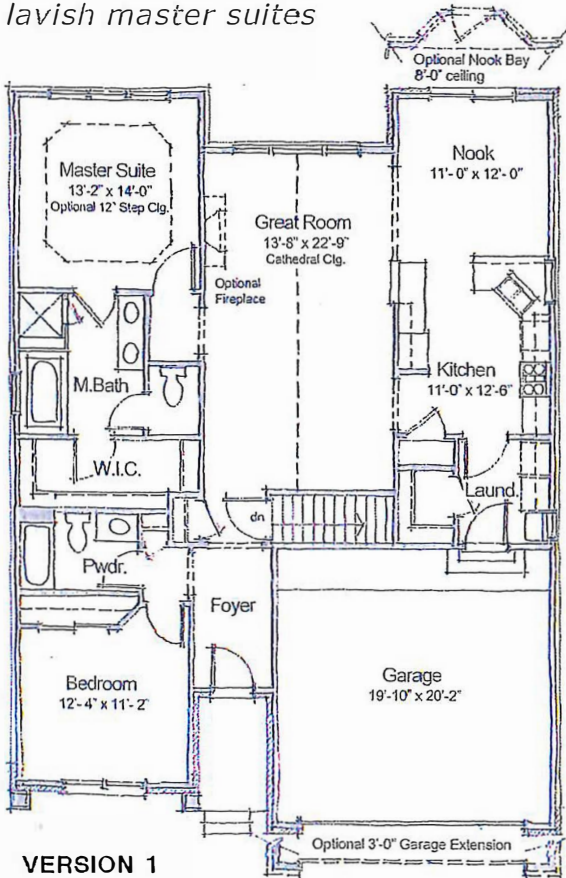 lavish master suites
Optional Nook Bay
8'-0" ceiling
Master Suite
13'-2" x 14'-0"
Optional 12" Step Clg.
Nook
11'- 0" x 12'- 0"
Great Room
13'-8" x 22'-9"
Cathedral Clg.
Optional
Fireplace
Kitchen
11'-0" x 12'-6"
M.Bath
W.I.C.
Laund.
dn
Pwdr.
Foyer
Bedroom
12'- 4" x 11'- 2"
Garage
19'-10" x 20'-2"
Optional 3'-0" Garage Extension
VERSION 1